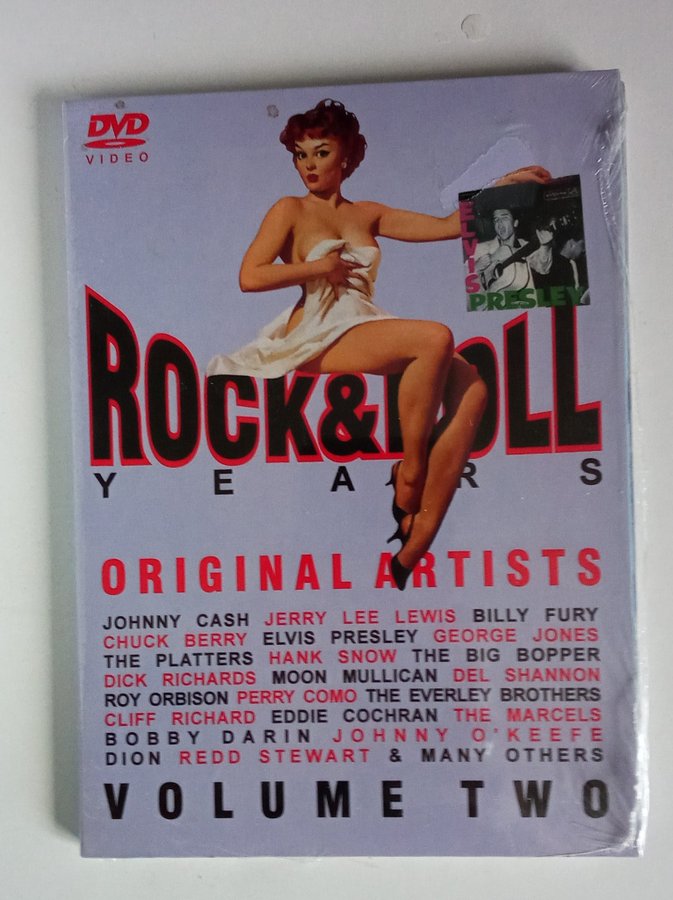 DVD
VIDEO
ELVIS
PRESLEY
ROCK & ROLL
YEARS
ORIGINAL ARTISTS
JOHNNY CASH JERRY LEE LEWIS BILLY FURY
CHUCK BERRY ELVIS PRESLEY GEORGE JONES
THE PLATTERS HANK SNOW THE BIG BOPPER
DICK RICHARDS MOON MULLICAN DEL SHANNON
ROY ORBISON PERRY COMO THE EVERLEY BROTHERS
CLIFF RICHARD EDDIE COCHRAN THE MARCELS
BOBBY DARIN JOHNNY O'KEEFE
DION REDD STEWART & MANY OTHERS
VOLUME TWO